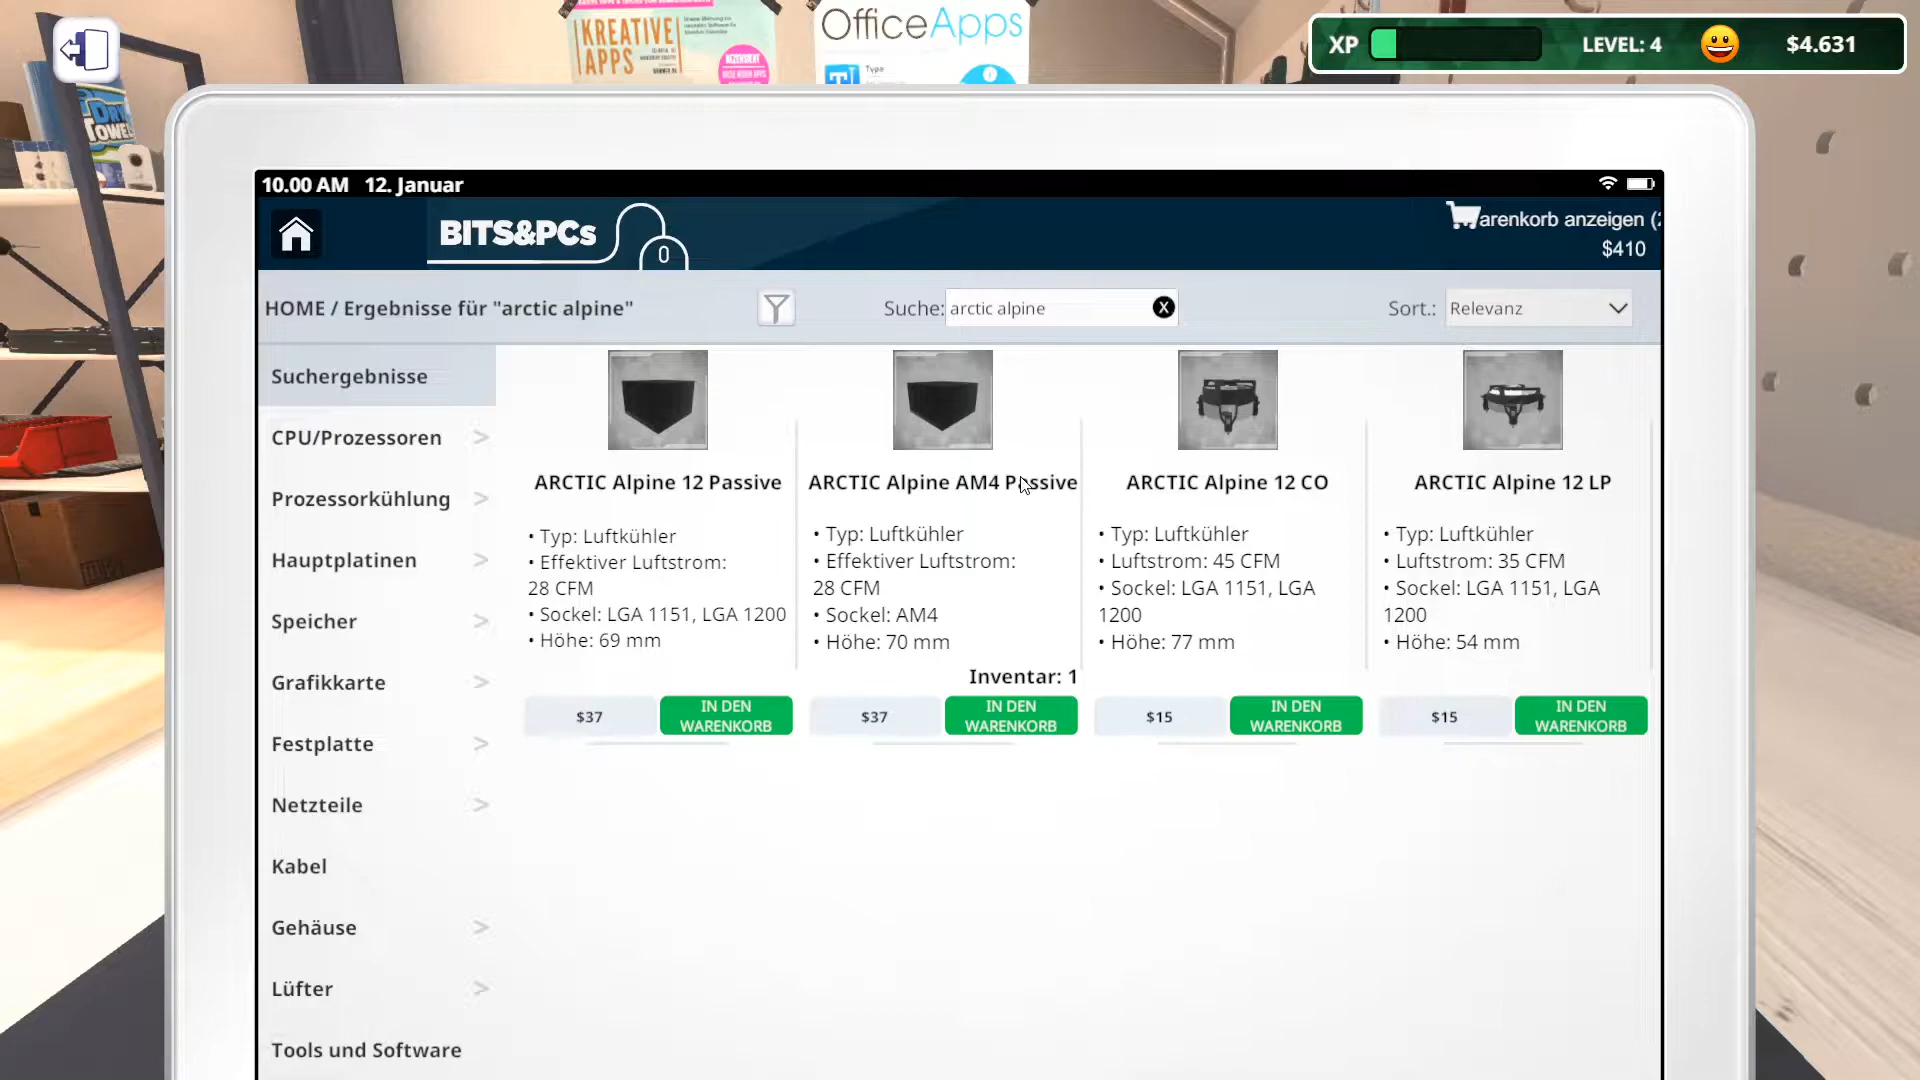 KREATIVE
APPS
OfficeApps
Type
XP
LEVEL: 4
$4.631
DRY
TOWEL
10.00 AM 12. Januar
BITS&PCs
0
arenkorb anzeigen (2
$410
HOME / Ergebnisse für "arctic alpine"
Suche:
arctic alpine
X
Sort.:
Relevanz
Suchergebnisse
CPU/Prozessoren >
Prozessorkühlung >
Hauptplatinen >
Speicher >
Grafikkarte >
Festplatte >
Netzteile >
Kabel
Gehäuse >
Lüfter >
Tools und Software
ARCTIC Alpine 12 Passive
• Typ: Luftkühler
• Effektiver Luftstrom:
28 CFM
• Sockel: LGA 1151, LGA 1200
• Höhe: 69 mm
$37
IN DEN
WARENKORB
ARCTIC Alpine AM4 Passive
• Typ: Luftkühler
• Effektiver Luftstrom:
28 CFM
• Sockel: AM4
• Höhe: 70 mm
Inventar: 1
$37
IN DEN
WARENKORB
ARCTIC Alpine 12 CO
• Typ: Luftkühler
• Luftstrom: 45 CFM
• Sockel: LGA 1151, LGA
1200
• Höhe: 77 mm
$15
IN DEN
WARENKORB
ARCTIC Alpine 12 LP
• Typ: Luftkühler
• Luftstrom: 35 CFM
• Sockel: LGA 1151, LGA
1200
• Höhe: 54 mm
$15
IN DEN
WARENKORB